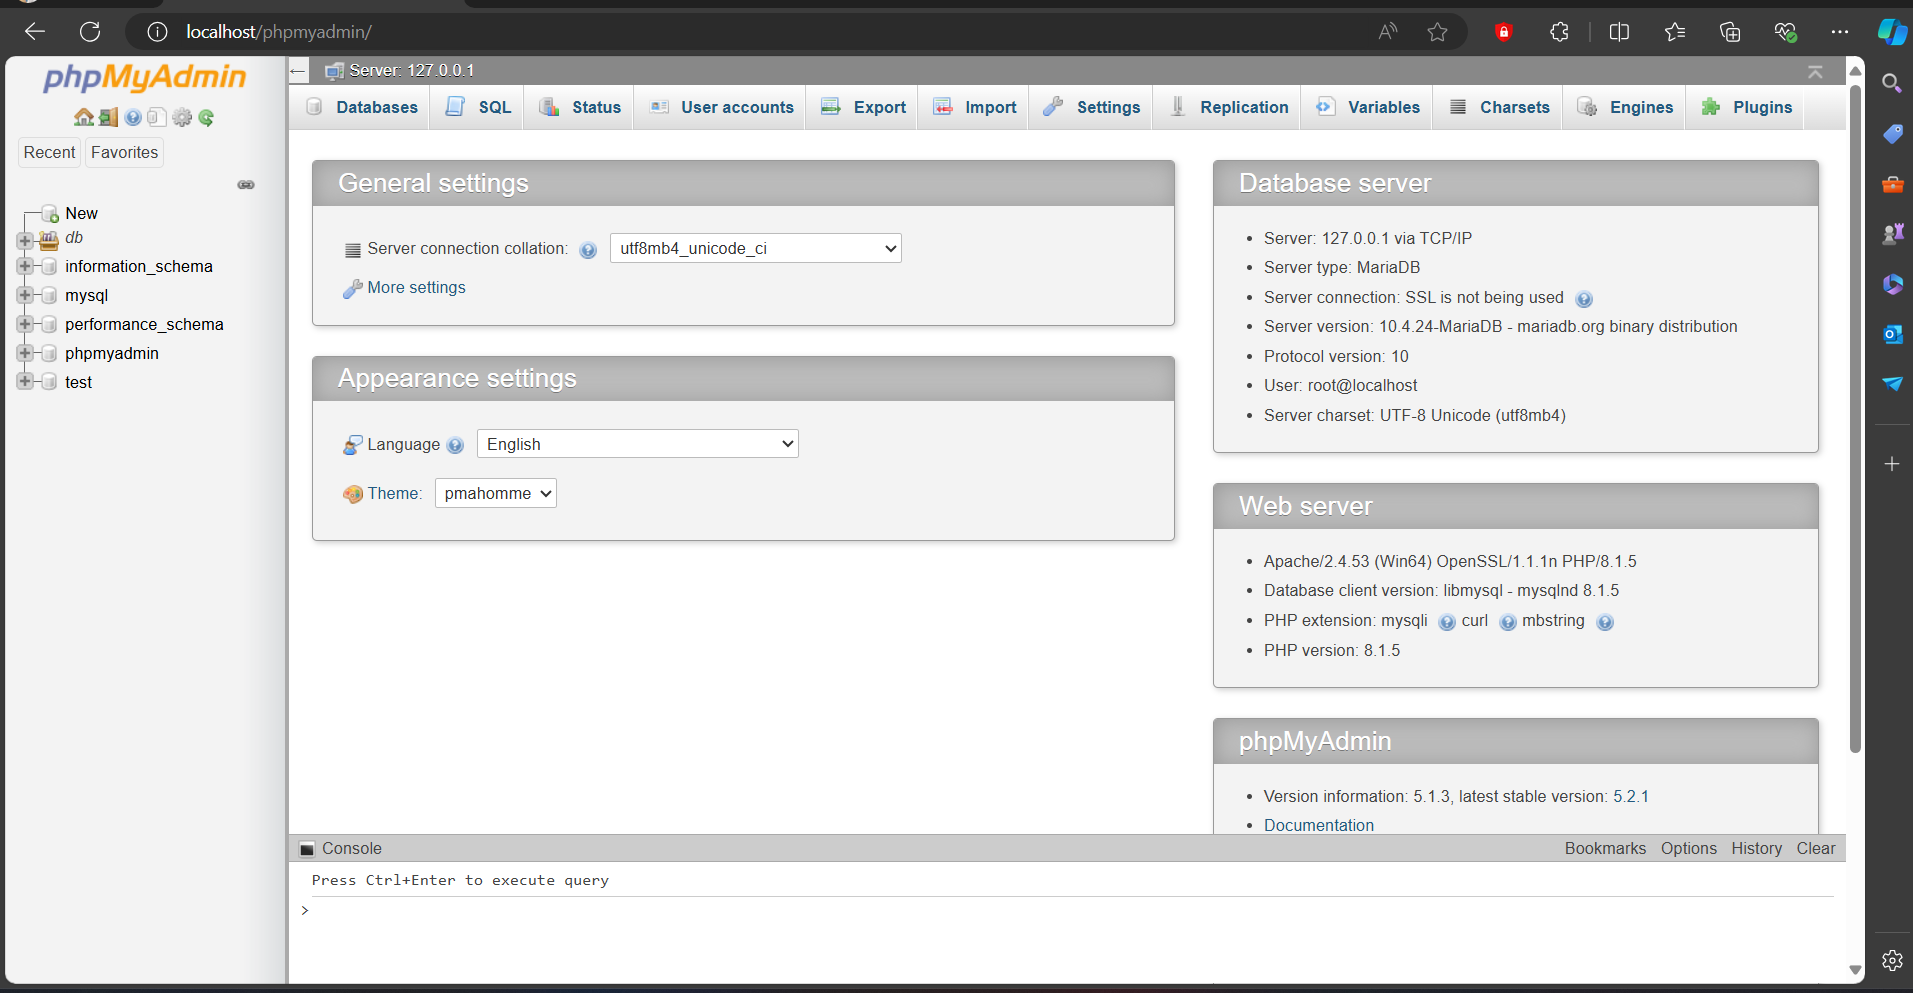 localhost/phpmyadmin/
phpMyAdmin
Recent Favorites
New
db
information_schema
mysql
performance_schema
phpmyadmin
test
Server: 127.0.0.1
Databases SQL Status User accounts Export Import Settings Replication Variables Charsets Engines Plugins
General settings
Server connection collation: utf8mb4_unicode_ci
More settings
Appearance settings
Language English
Theme: pmahomme
Database server
Server: 127.0.0.1 via TCP/IP
Server type: MariaDB
Server connection: SSL is not being used
Server version: 10.4.24-MariaDB - mariadb.org binary distribution
Protocol version: 10
User: root@localhost
Server charset: UTF-8 Unicode (utf8mb4)
Web server
Apache/2.4.53 (Win64) OpenSSL/1.1.1n PHP/8.1.5
Database client version: libmysql - mysqlnd 8.1.5
PHP extension: mysqli curl mbstring
PHP version: 8.1.5
phpMyAdmin
Version information: 5.1.3, latest stable version: 5.2.1
Documentation
Console Bookmarks Options History Clear
Press Ctrl+Enter to execute query
>